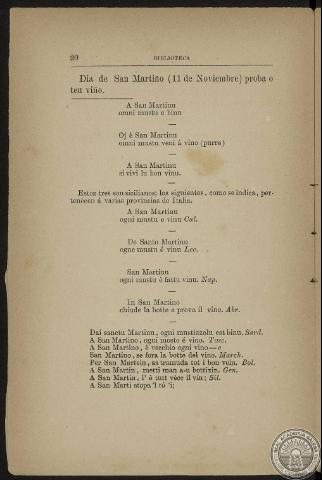 20 BIBLIOTECA
Dia de San Martiño (11 de Noviembre) proba o
teu viño.
A San Martinu
omni mustu e binu
Oj è San Martinu
omni mustu veni á vino (purro)
A San Martinu
si vivi lu bon vinu.
Estos tres son sicilianos; los siguientes, como se indica, per-
tenecen á varias provincias de Italia.
A San Martinu
ogni mustu e vinu Cal.
De Santu Martinu
ogne mustu è vinu Lec.
San Martinu
ogni mustu è fattu vinu. Nap.
In San Martino
chiude la botte e prova il vino. Abr.
Dai sanctu Martinu, ogni mustizzolu est binu. Sard.
A San Martino, ogni mosto é vino. Tosc.
A San Martino, è vecchio ogni vino—e
San Martino, se fora la botte del vino. March.
Per San Martein, as tramuda tot i bon vein. Bol.
A San Martin, metti man a-u bottixin. Gen.
A San Martin, l' è tutt véce il vin; Sil.
A San Marti stopa 'l tó 'i;